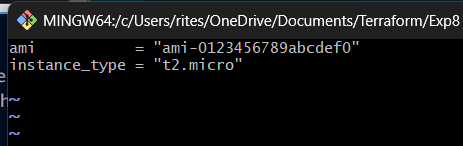 MINGW64:/c/Users/rites/OneDrive/Documents/Terraform/Exp8
ami           = "ami-0123456789abcdef0"
instance_type = "t2.micro"
~
~
~